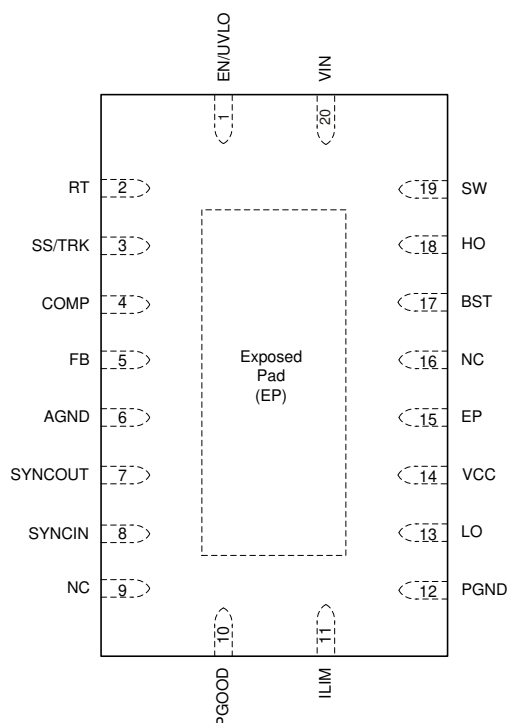 EN/UVLO
VIN
1
20
RT 2
19 SW
SS/TRK 3
18 HO
COMP 4
17 BST
FB 5
16 NC
Exposed
Pad
(EP)
AGND 6
15 EP
SYNCOUT 7
14 VCC
SYNCIN 8
13 LO
NC 9
12 PGND
10
11
PGOOD
ILIM